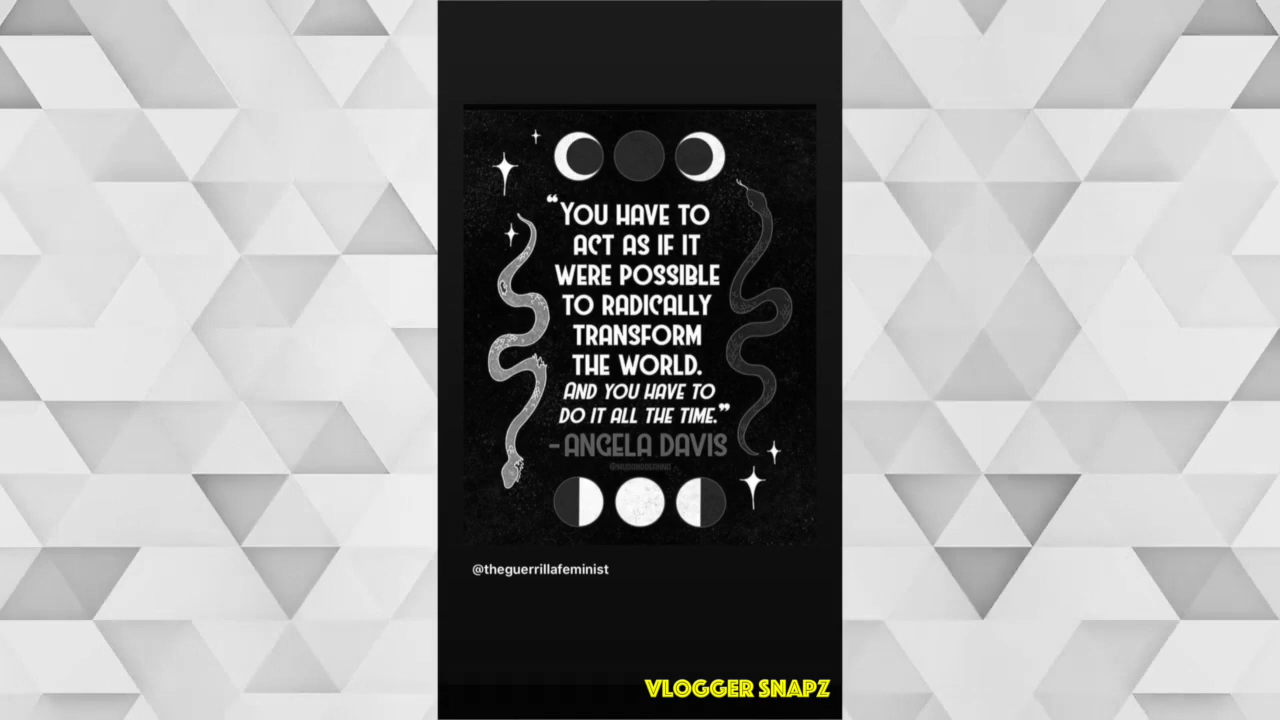 “YOU HAVE TO
ACT AS IF IT
WERE POSSIBLE
TO RADICALLY
TRANSFORM
THE WORLD.
AND YOU HAVE TO
DO IT ALL THE TIME.”
-ANGELA DAVIS
@theguerrillafeminist
VLOGGER SNAPZ